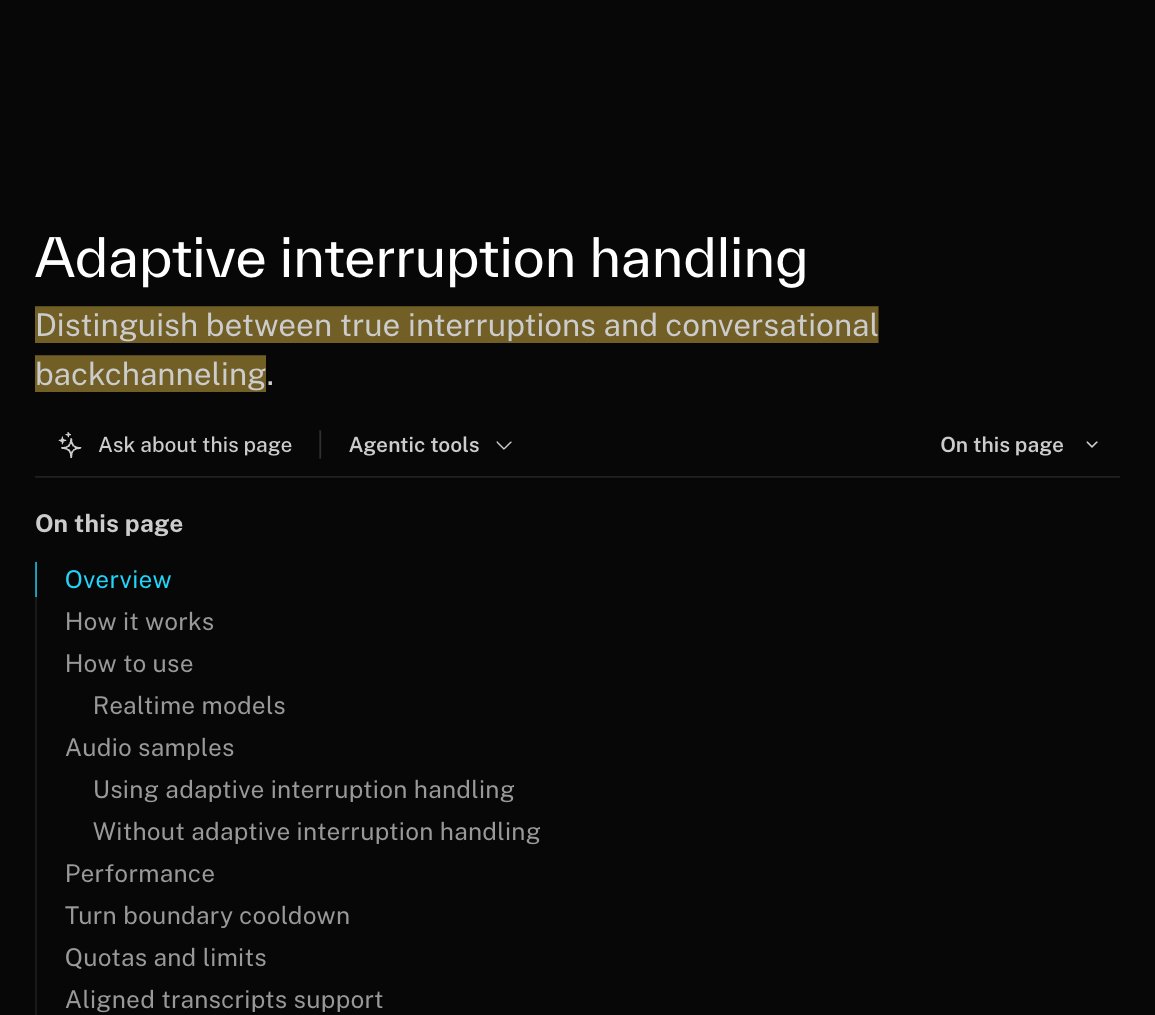 Adaptive interruption handling
Distinguish between true interruptions and conversational
backchanneling.
Ask about this page
Agentic tools
On this page
On this page
Overview
How it works
How to use
Realtime models
Audio samples
Using adaptive interruption handling
Without adaptive interruption handling
Performance
Turn boundary cooldown
Quotas and limits
Aligned transcripts support